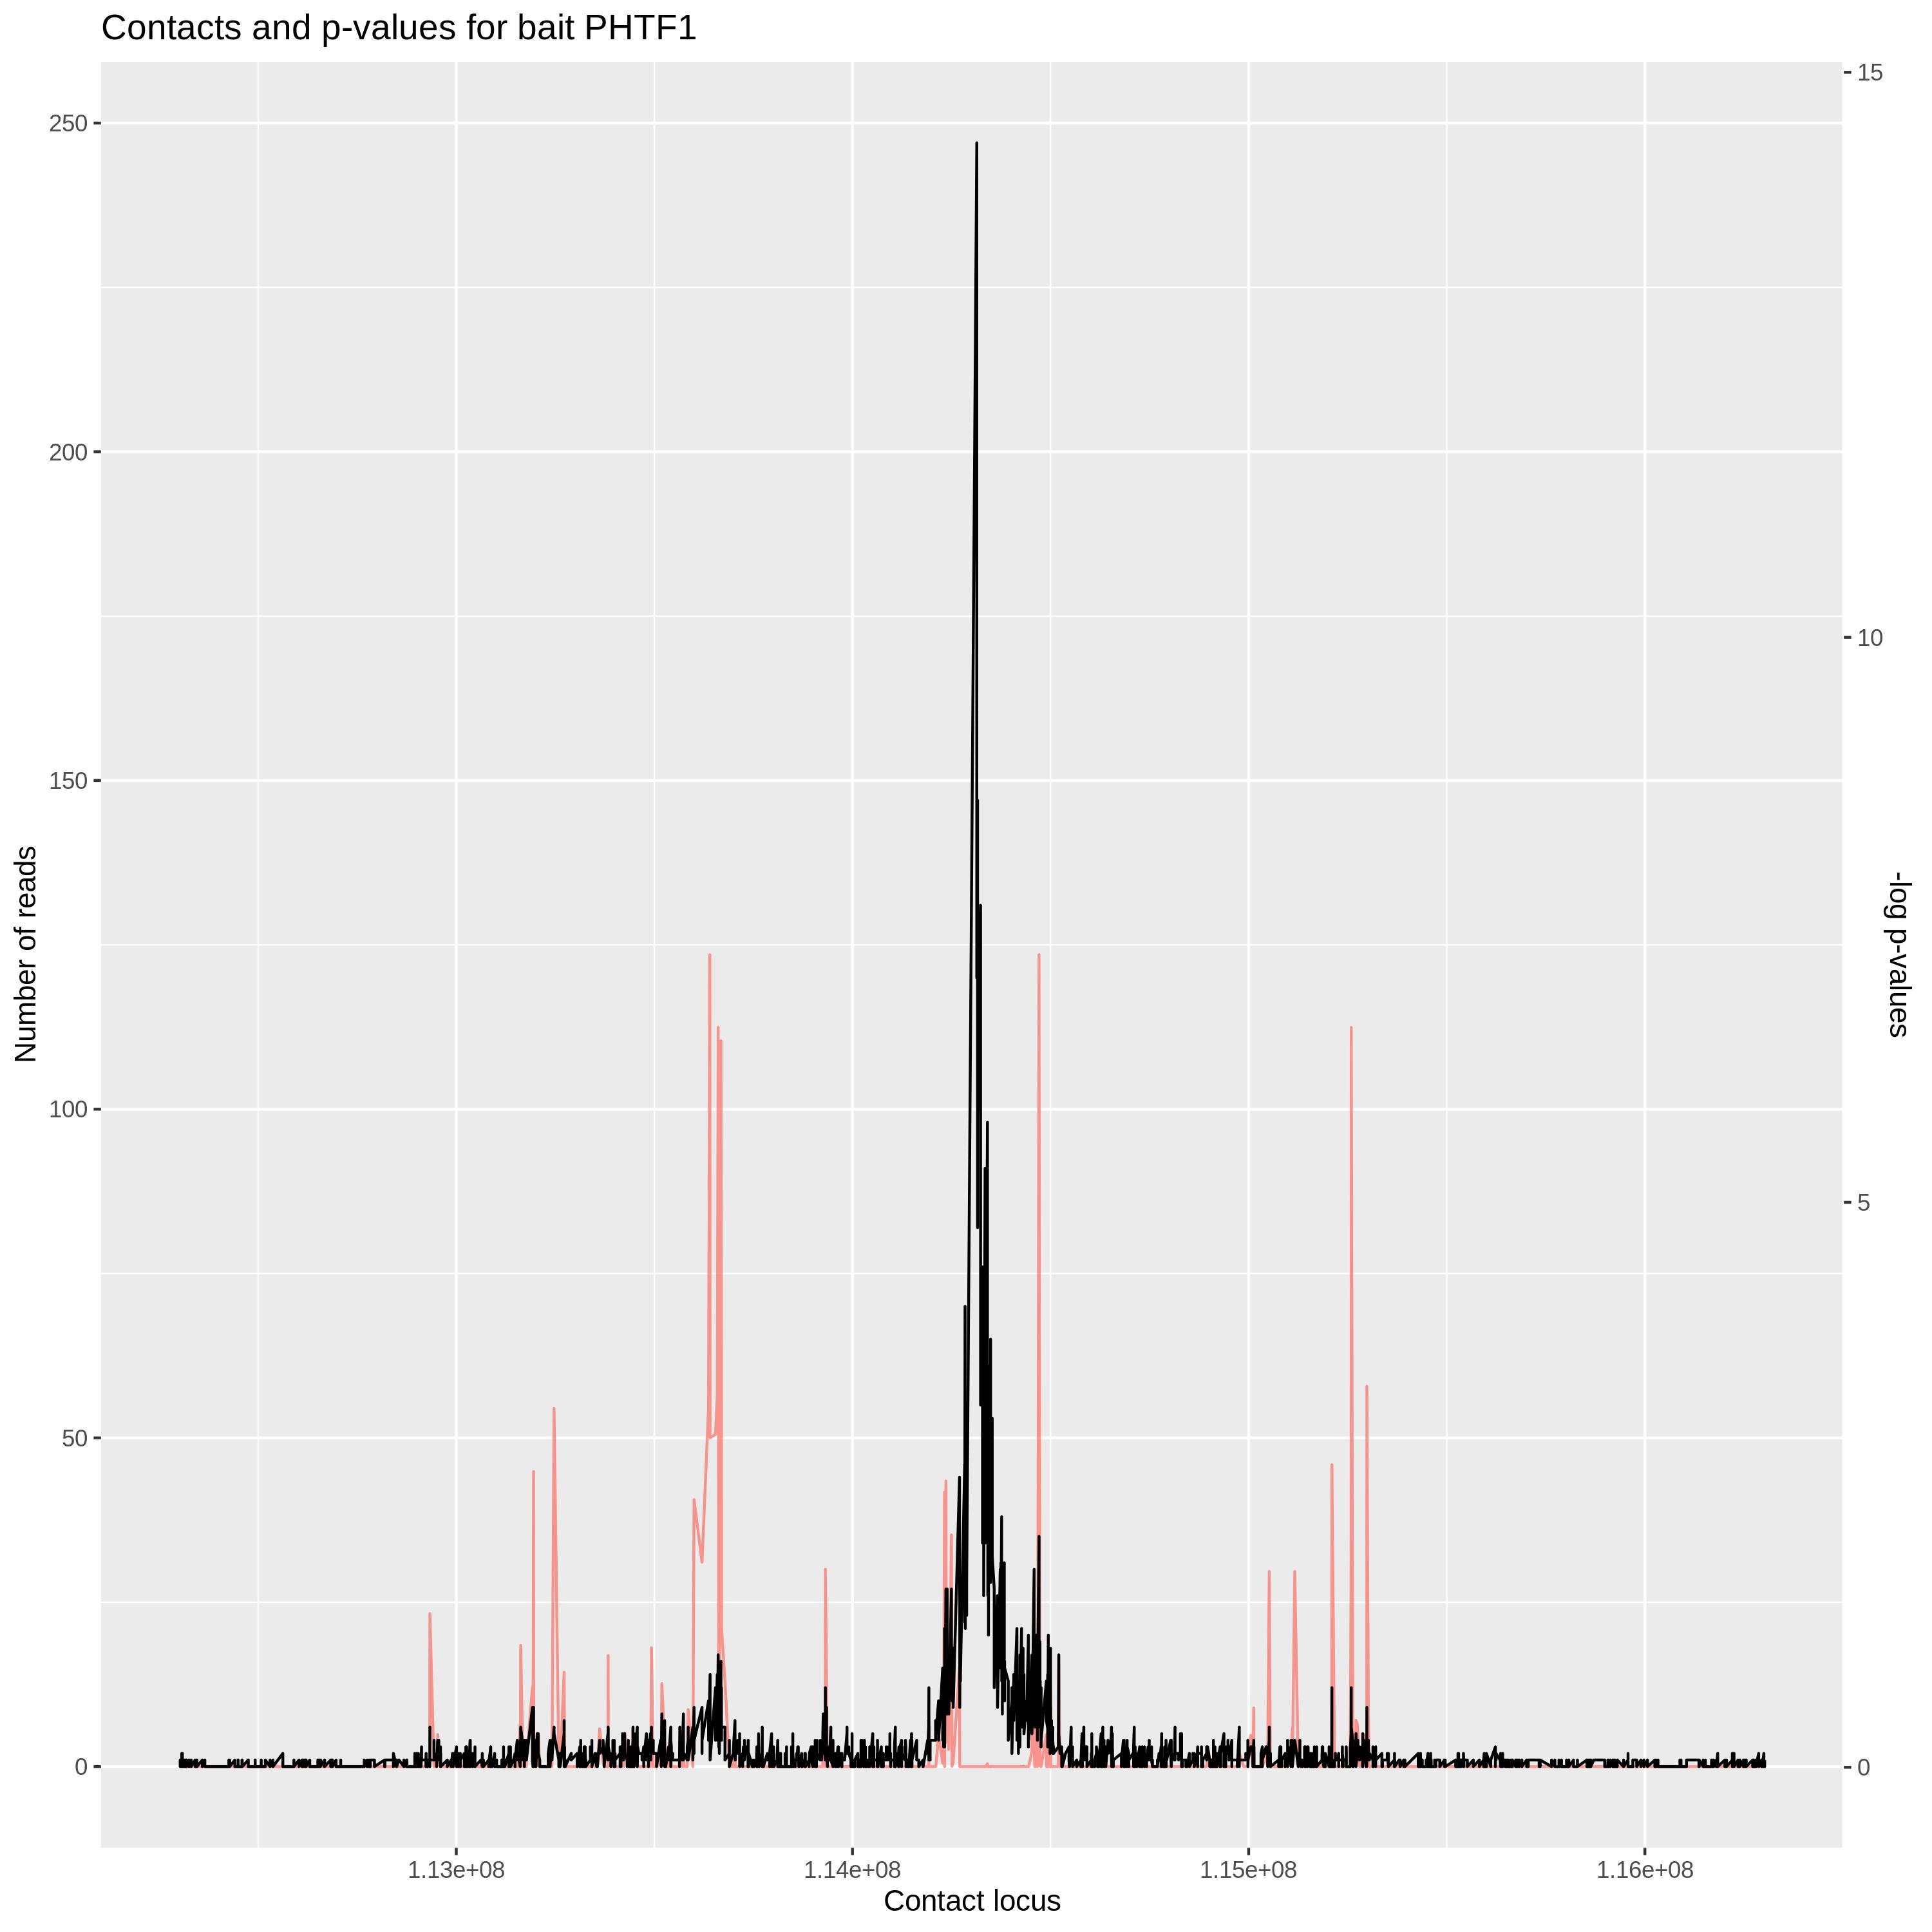 Contacts and p-values for bait PHTF1
250
200
150
100
50
0
Number of reads
15
10
5
0
-log p-values
1.13e+08
1.14e+08
1.15e+08
1.16e+08
Contact locus